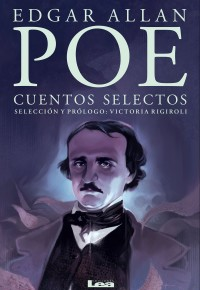 EDGAR ALLAN
POE
CUENTOS SELECTOS
SELECCIÓN Y PRÓLOGO: VICTORIA RIGIROLI
Lea